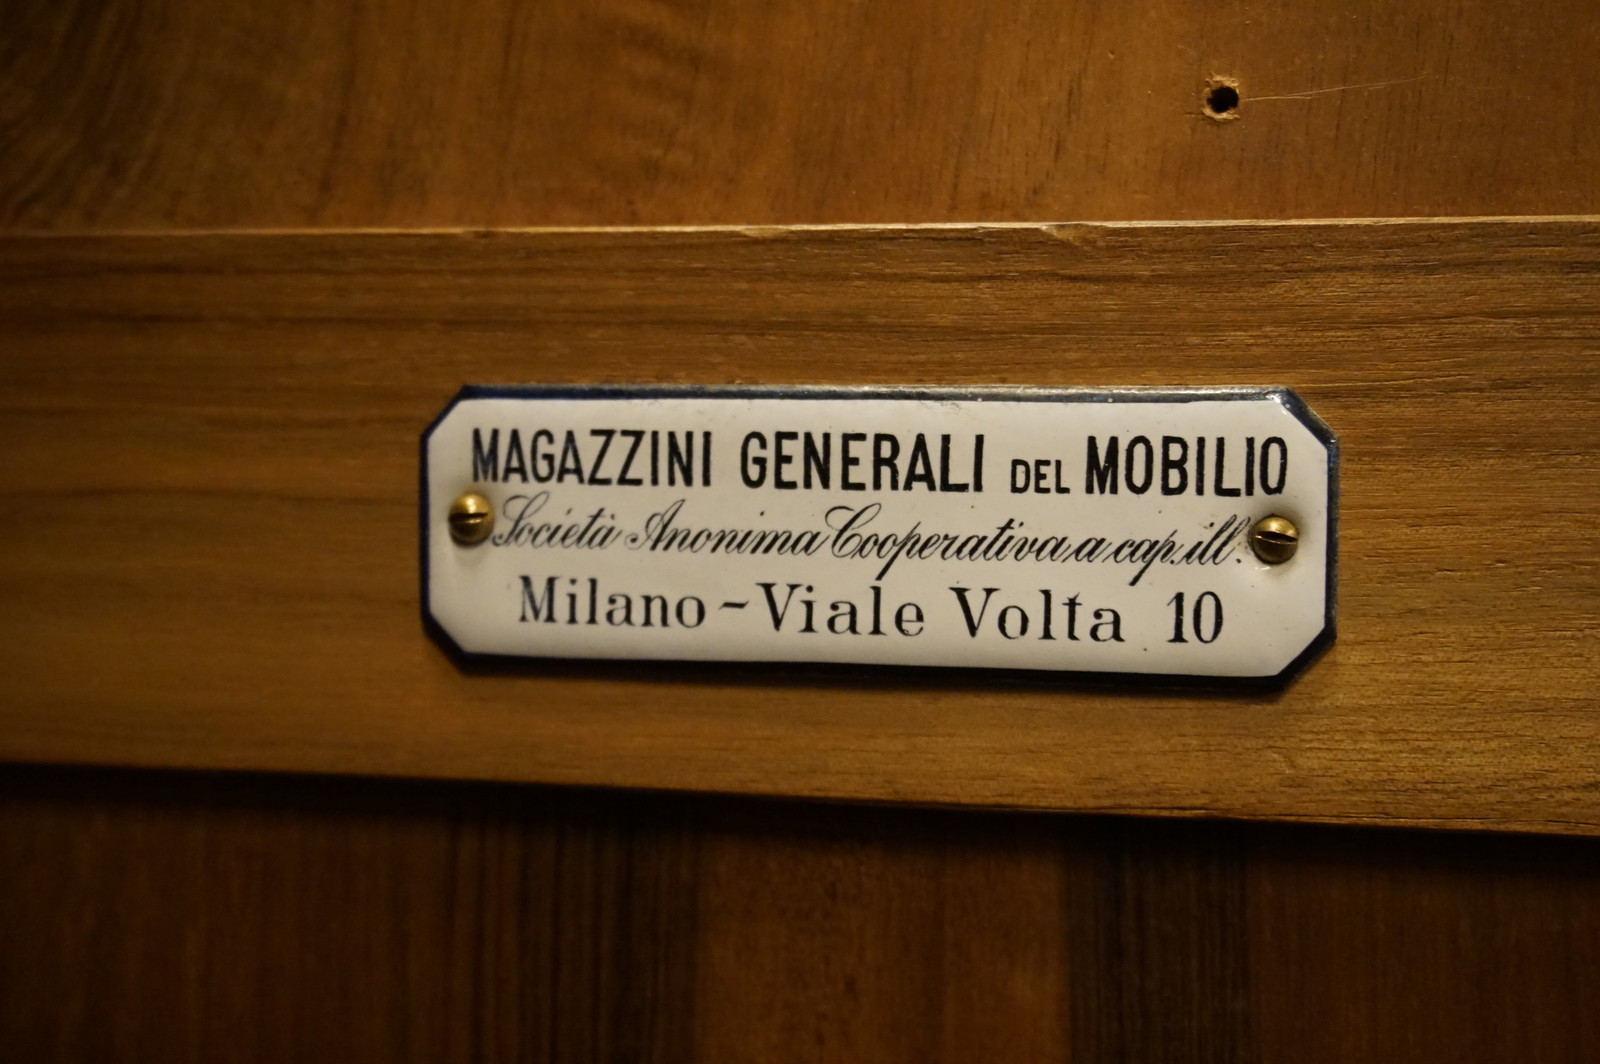 MAGAZZINI GENERALI DEL MOBILIO
Società Anonima Cooperativa a cap. ill.
Milano - Viale Volta 10